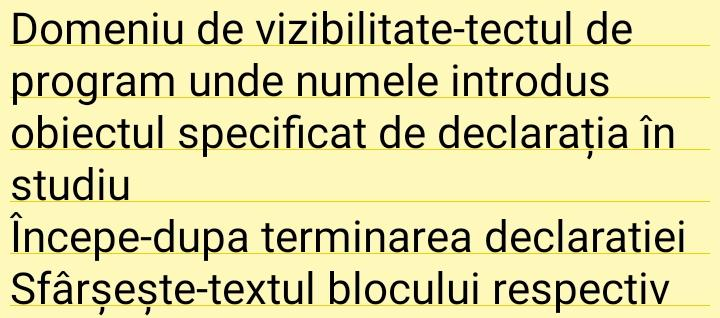 Domeniu de vizibilitate-tectul de
program unde numele introdus
obiectul specificat de declarația în
studiu
Începe-dupa terminarea declaratiei
Sfârșește-textul blocului respectiv